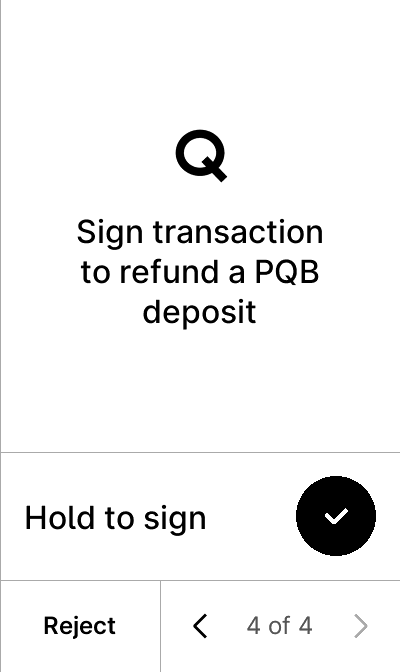 Q
Sign transaction
to refund a PQB
deposit
Hold to sign
Reject
4 of 4